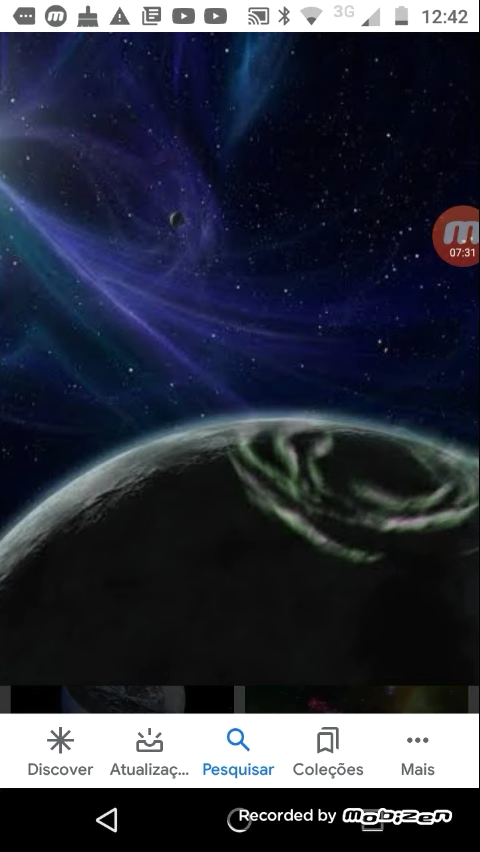 3G 12:42
m
07:31
Discover Atualizaç... Pesquisar Coleções Mais
Recorded by mobizen